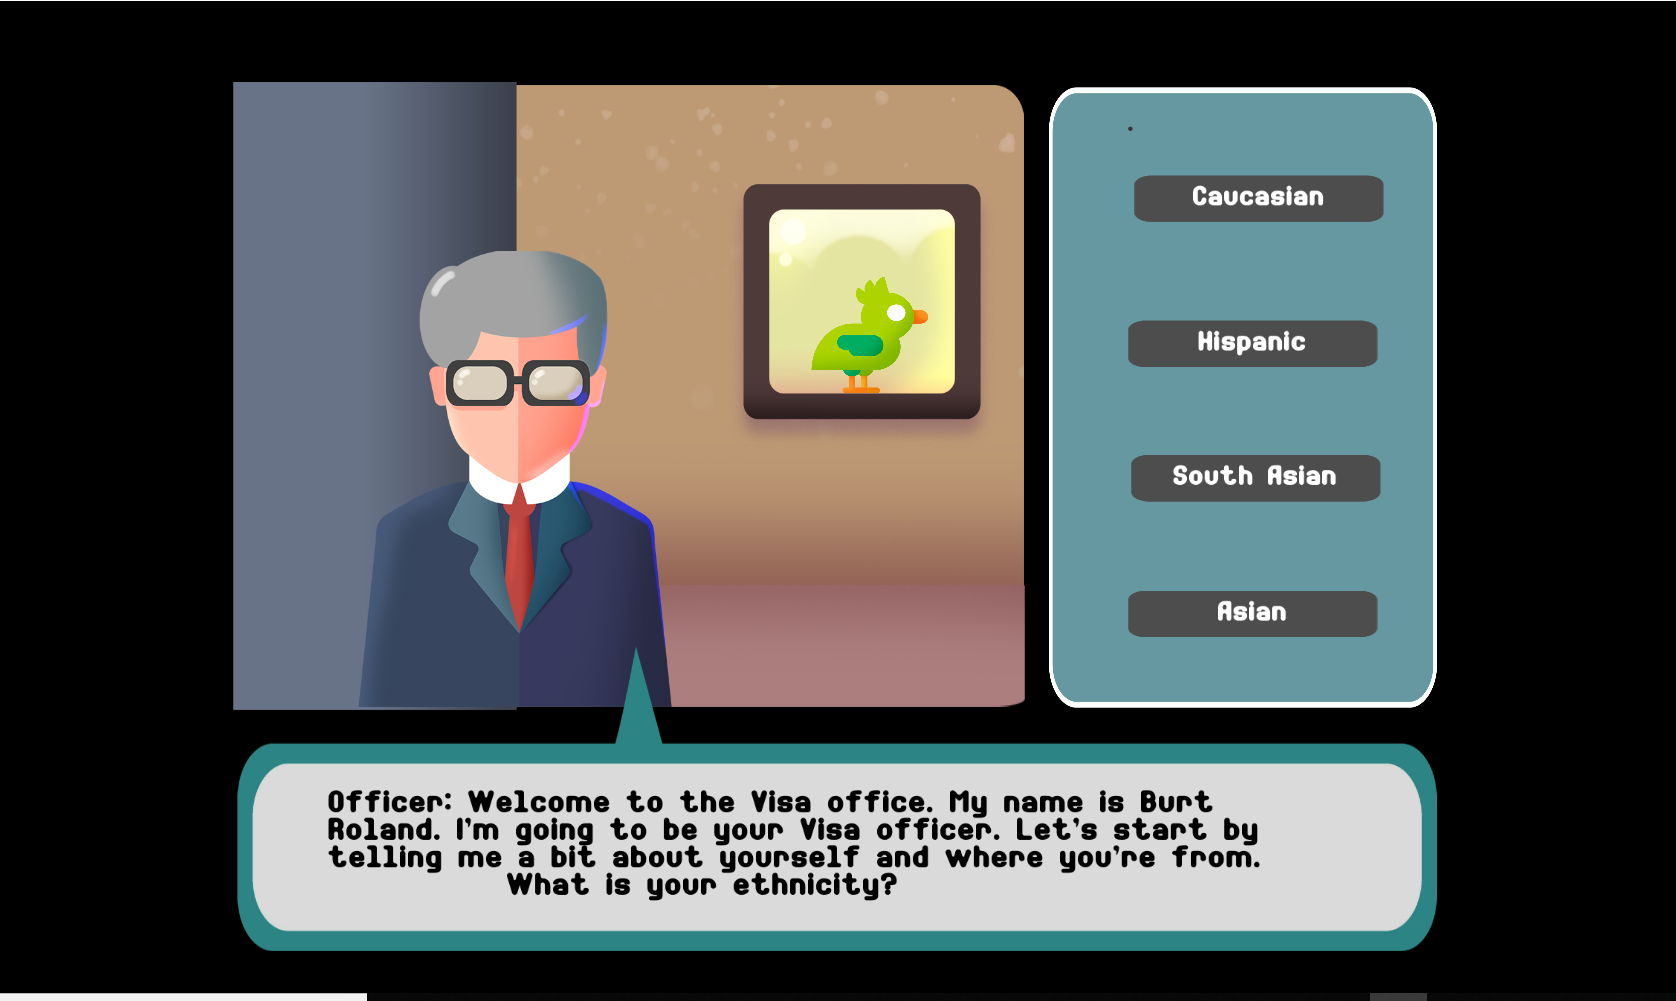 Caucasian
Hispanic
South Asian
Asian
Officer: Welcome to the Visa office. My name is Burt
Roland. I'm going to be your Visa officer. Let's start by
telling me a bit about yourself and where you're from.
What is your ethnicity?